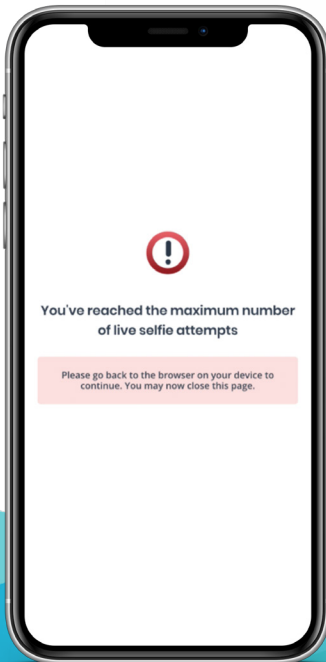 You've reached the maximum number
of live selfie attempts
Please go back to the browser on your device to
continue. You may now close this page.